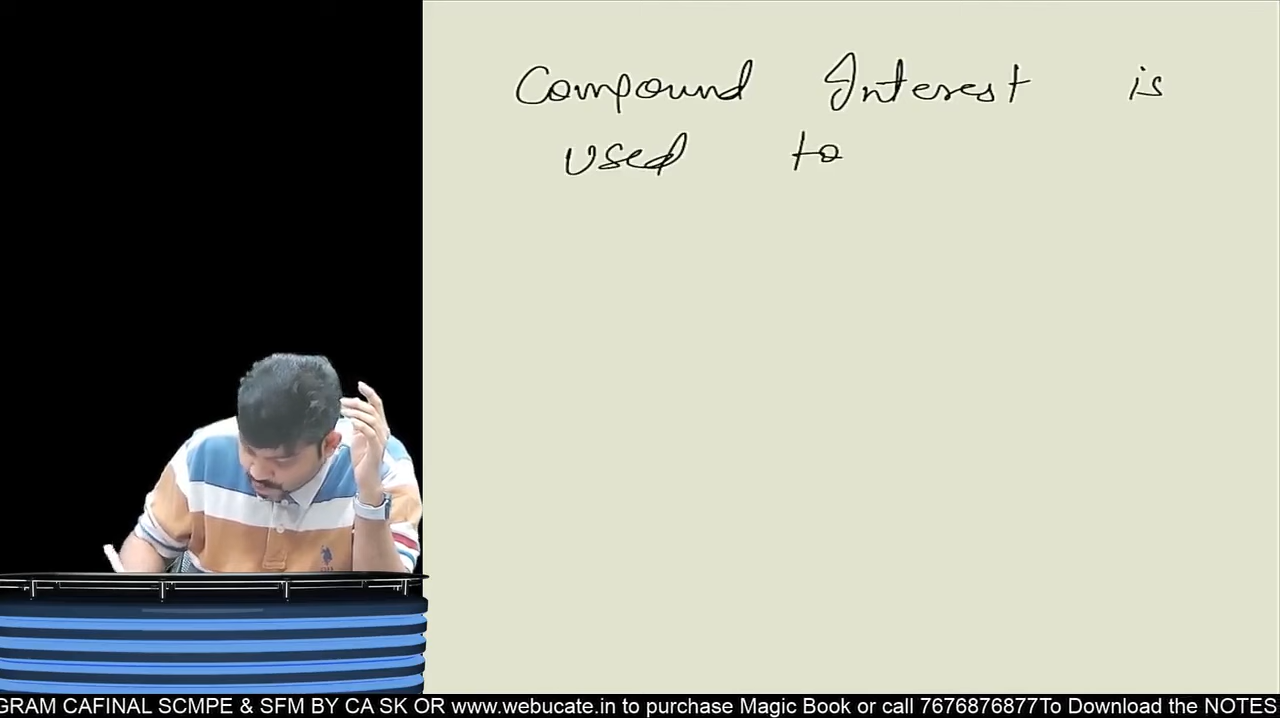 Compound Interest is
used to
GRAM CAFINAL SCMPE & SFM BY CA SK OR www.webucate.in to purchase Magic Book or call 7676876877To Download the NOTES